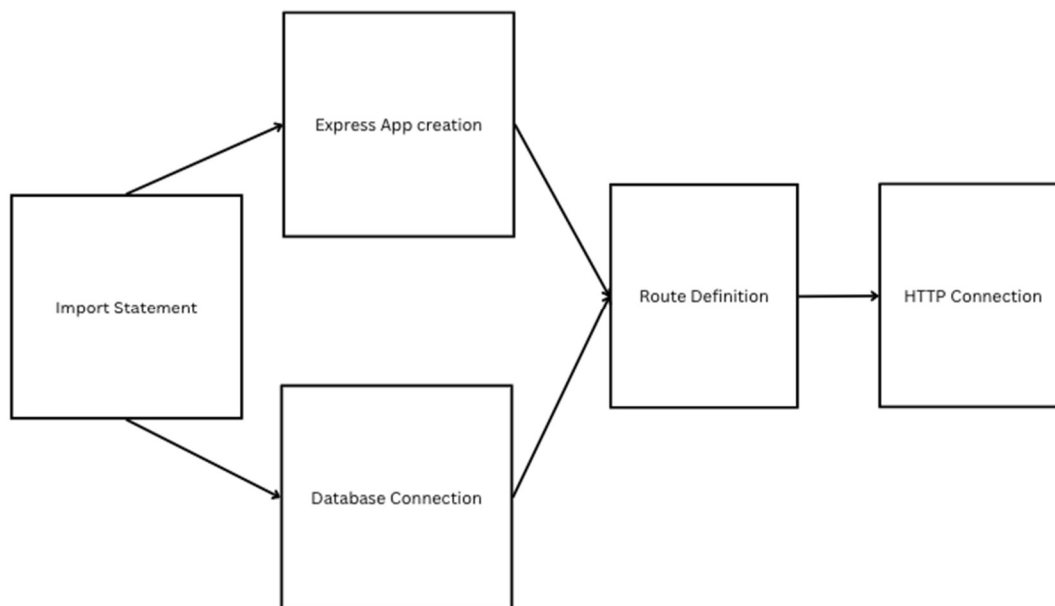 Express App creation
Import Statement
Route Definition
HTTP Connection
Database Connection